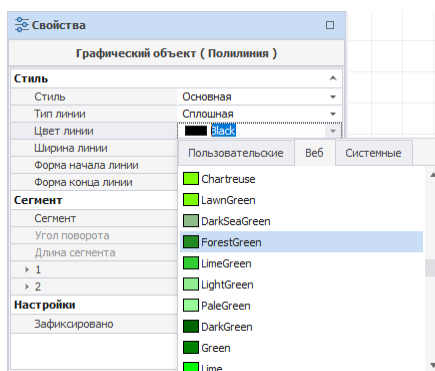 Свойства
Графический объект ( Полилиния )
Стиль
Стиль Основная
Тип линии Сплошная
Цвет линии Black
Ширина линии
Форма начала линии
Форма конца линии
Сегмент
Сегмент
Угол поворота
Длина сегмента
1
2
Настройки
Зафиксировано
Пользовательские Веб Системные
Chartreuse
LawnGreen
DarkSeaGreen
ForestGreen
LimeGreen
LightGreen
PaleGreen
DarkGreen
Green
Lime